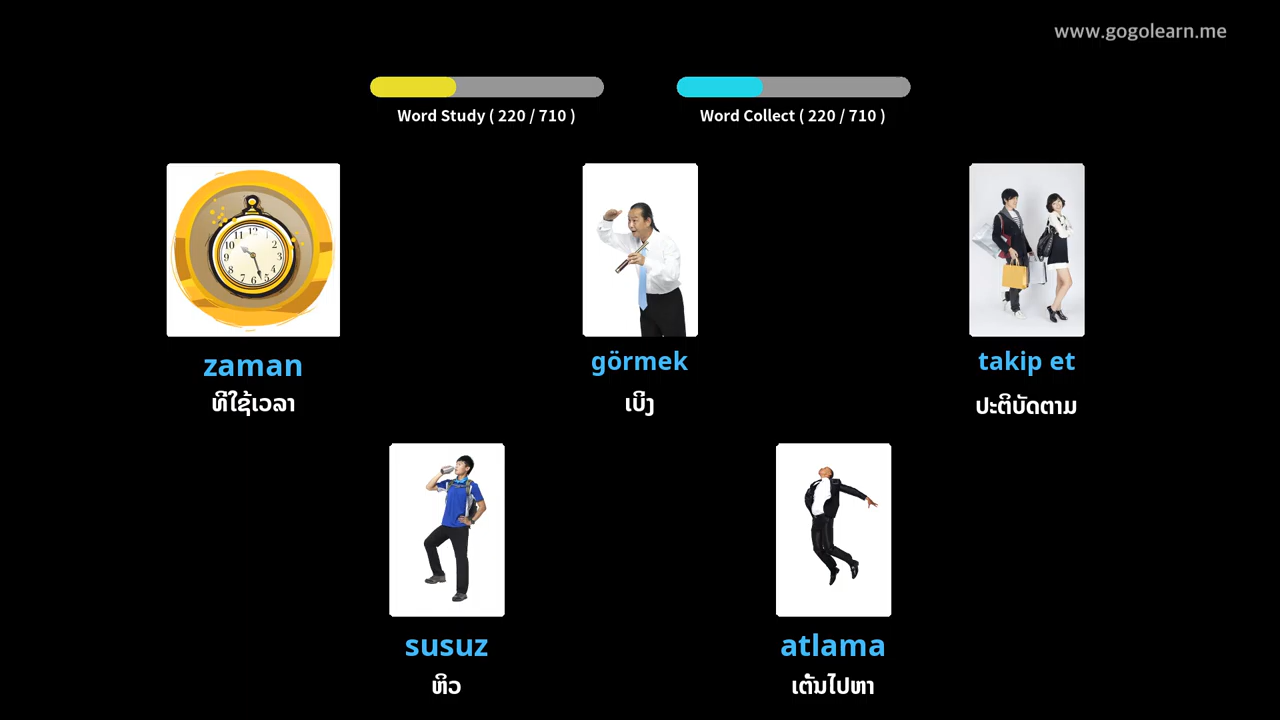 www.gogolearn.me
Word Study ( 220 / 710 )
Word Collect ( 220 / 710 )
zaman
ທີໃຊ້ເວລາ
görmek
ເບິງ
takip et
ປະຕິບັດຕາມ
susuz
ຫິວ
atlama
ເຕັ້ນໄປຫາ